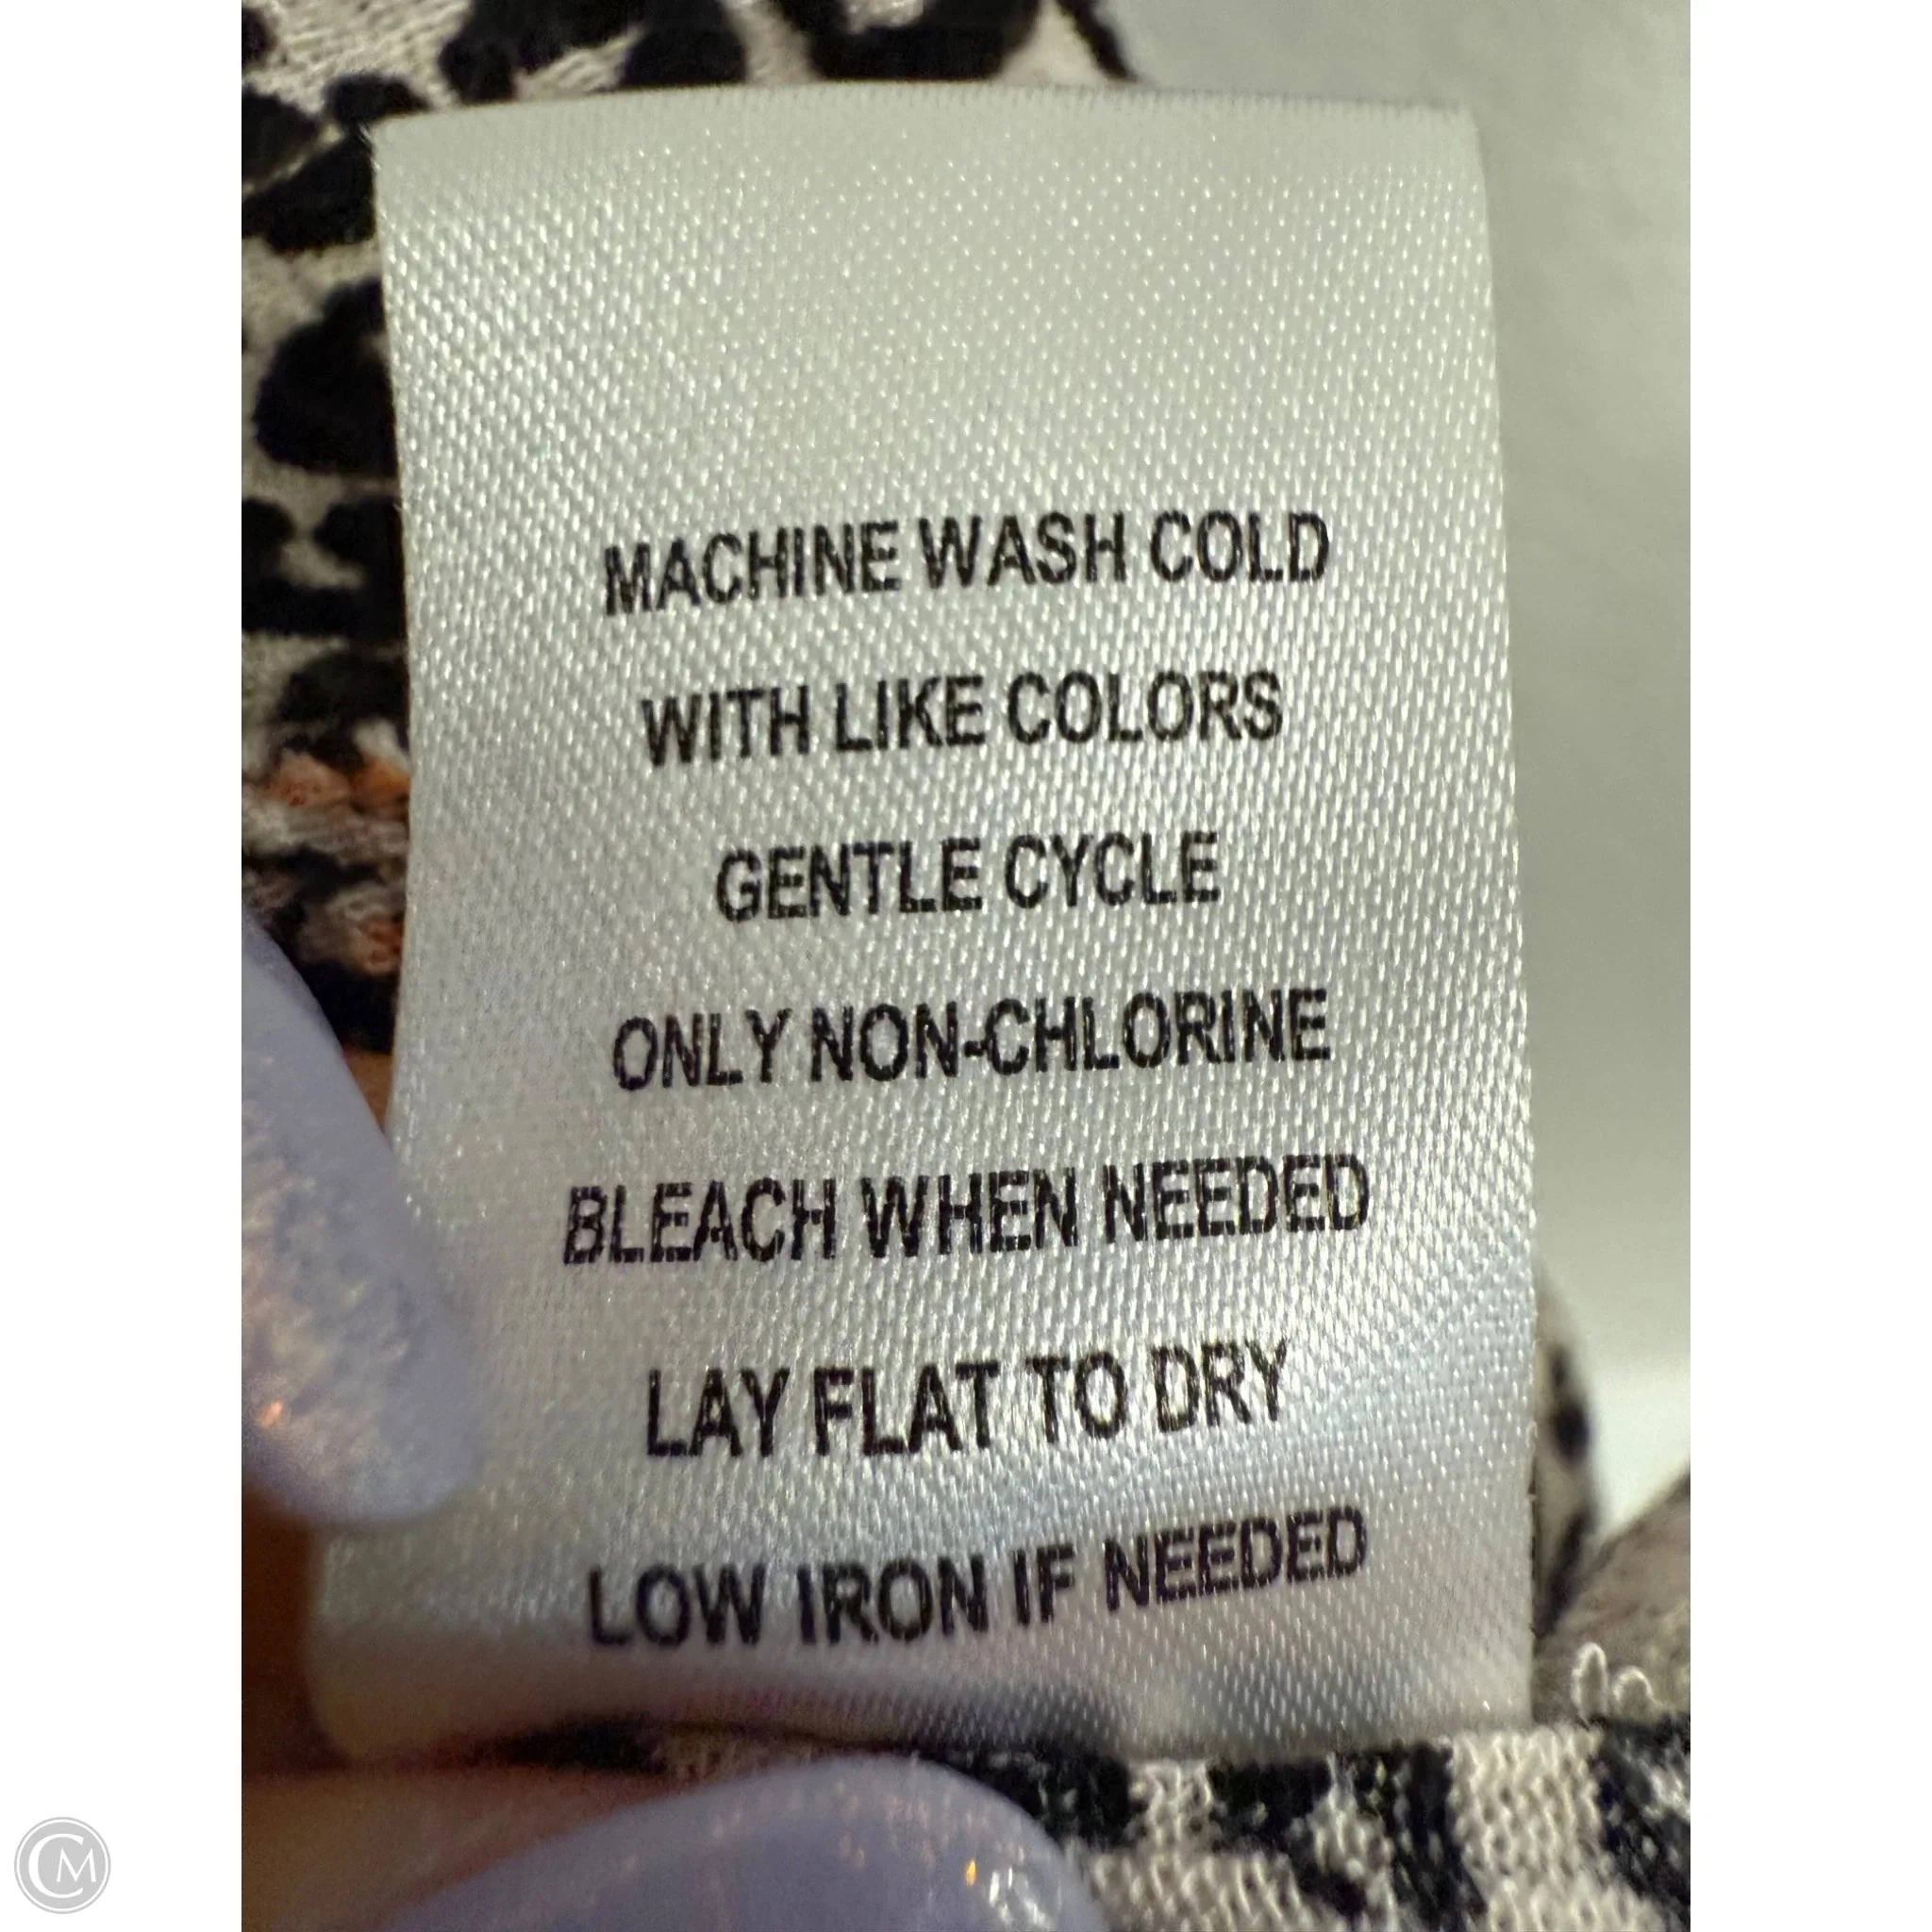 MACHINE WASH COLD
WITH LIKE COLORS
GENTLE CYCLE
ONLY NON-CHLORINE
BLEACH WHEN NEEDED
LAY FLAT TO DRY
LOW IRON IF NEEDED
CM